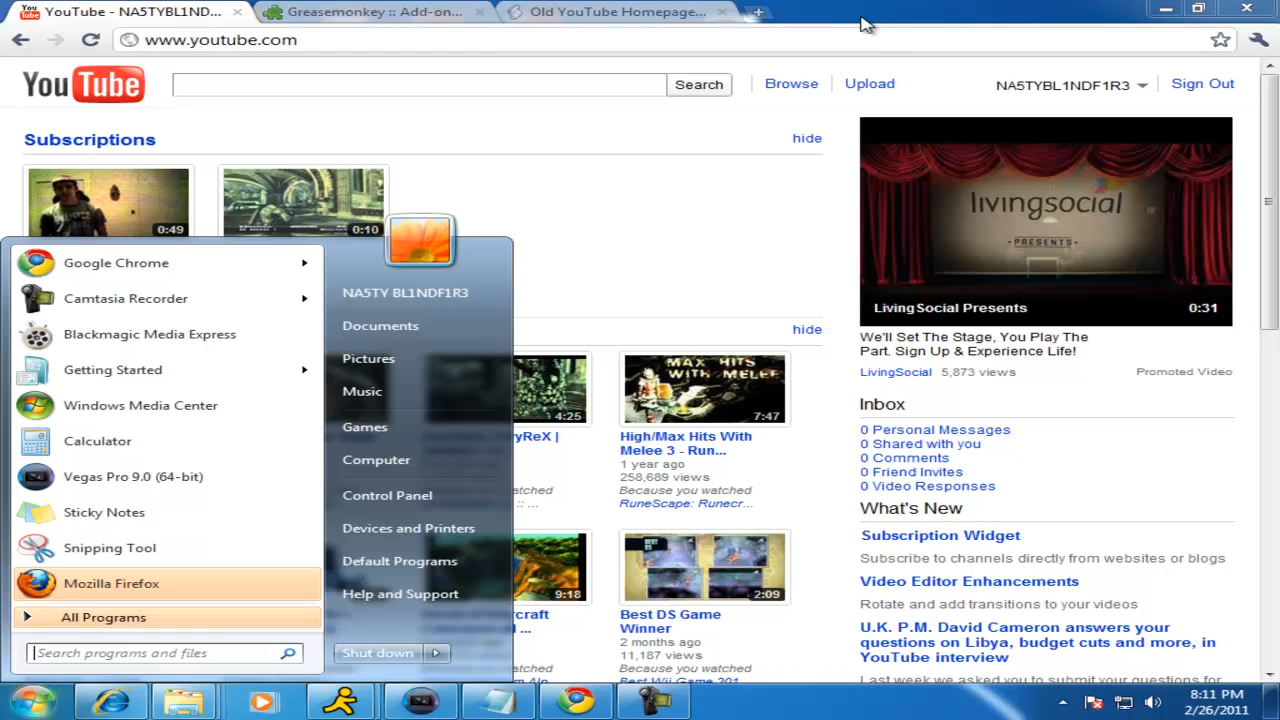 YouTube - NA5TYBL1ND...
Greasemonkey :: Add-on...
Old YouTube Homepage...
www.youtube.com
YouTube
Search
Browse
Upload
NA5TYBL1NDF1R3
Sign Out
Subscriptions
hide
0:49
0:10
livingsocial
PRESENTS
LivingSocial Presents
0:31
We'll Set The Stage, You Play The
Part. Sign Up & Experience Life!
LivingSocial 5,873 views
Promoted Video
Inbox
0 Personal Messages
0 Shared with you
0 Comments
0 Friend Invites
0 Video Responses
What's New
Subscription Widget
Subscribe to channels directly from websites or blogs
Video Editor Enhancements
Rotate and add transitions to your videos
U.K. P.M. David Cameron answers your
questions on Libya, budget cuts and more, in
YouTube interview
hide
4:25
ryReX |
MAX HITS
WITH MELEE
7:47
High/Max Hits With
Melee 3 - Run...
1 year ago
258,689 views
Because you watched
RuneScape: Runecr...
9:18
2:09
Best DS Game
Winner
2 months ago
11,187 views
Because you watched
Google Chrome
Camtasia Recorder
Blackmagic Media Express
Getting Started
Windows Media Center
Calculator
Vegas Pro 9.0 (64-bit)
Sticky Notes
Snipping Tool
Mozilla Firefox
All Programs
Search programs and files
NA5TY BL1NDF1R3
Documents
Pictures
Music
Games
Computer
Control Panel
Devices and Printers
Default Programs
Help and Support
Shut down
8:11 PM
2/26/2011